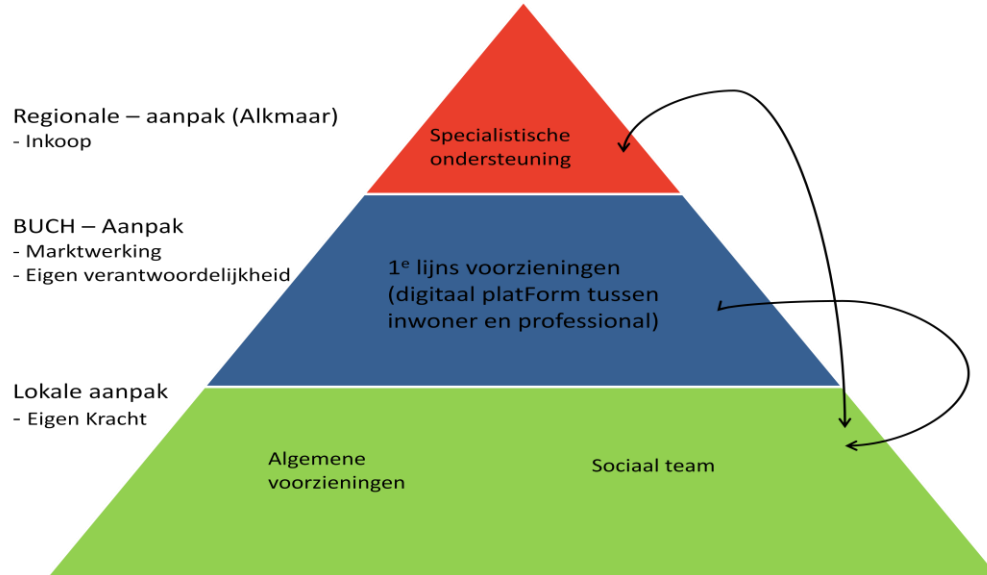 Regionale – aanpak (Alkmaar)
- Inkoop
Specialistische
ondersteuning
BUCH – Aanpak
- Marktwerking
- Eigen verantwoordelijkheid
1e lijns voorzieningen
(digitaal platForm tussen
inwoner en professional)
Lokale aanpak
- Eigen Kracht
Algemene
voorzieningen
Sociaal team